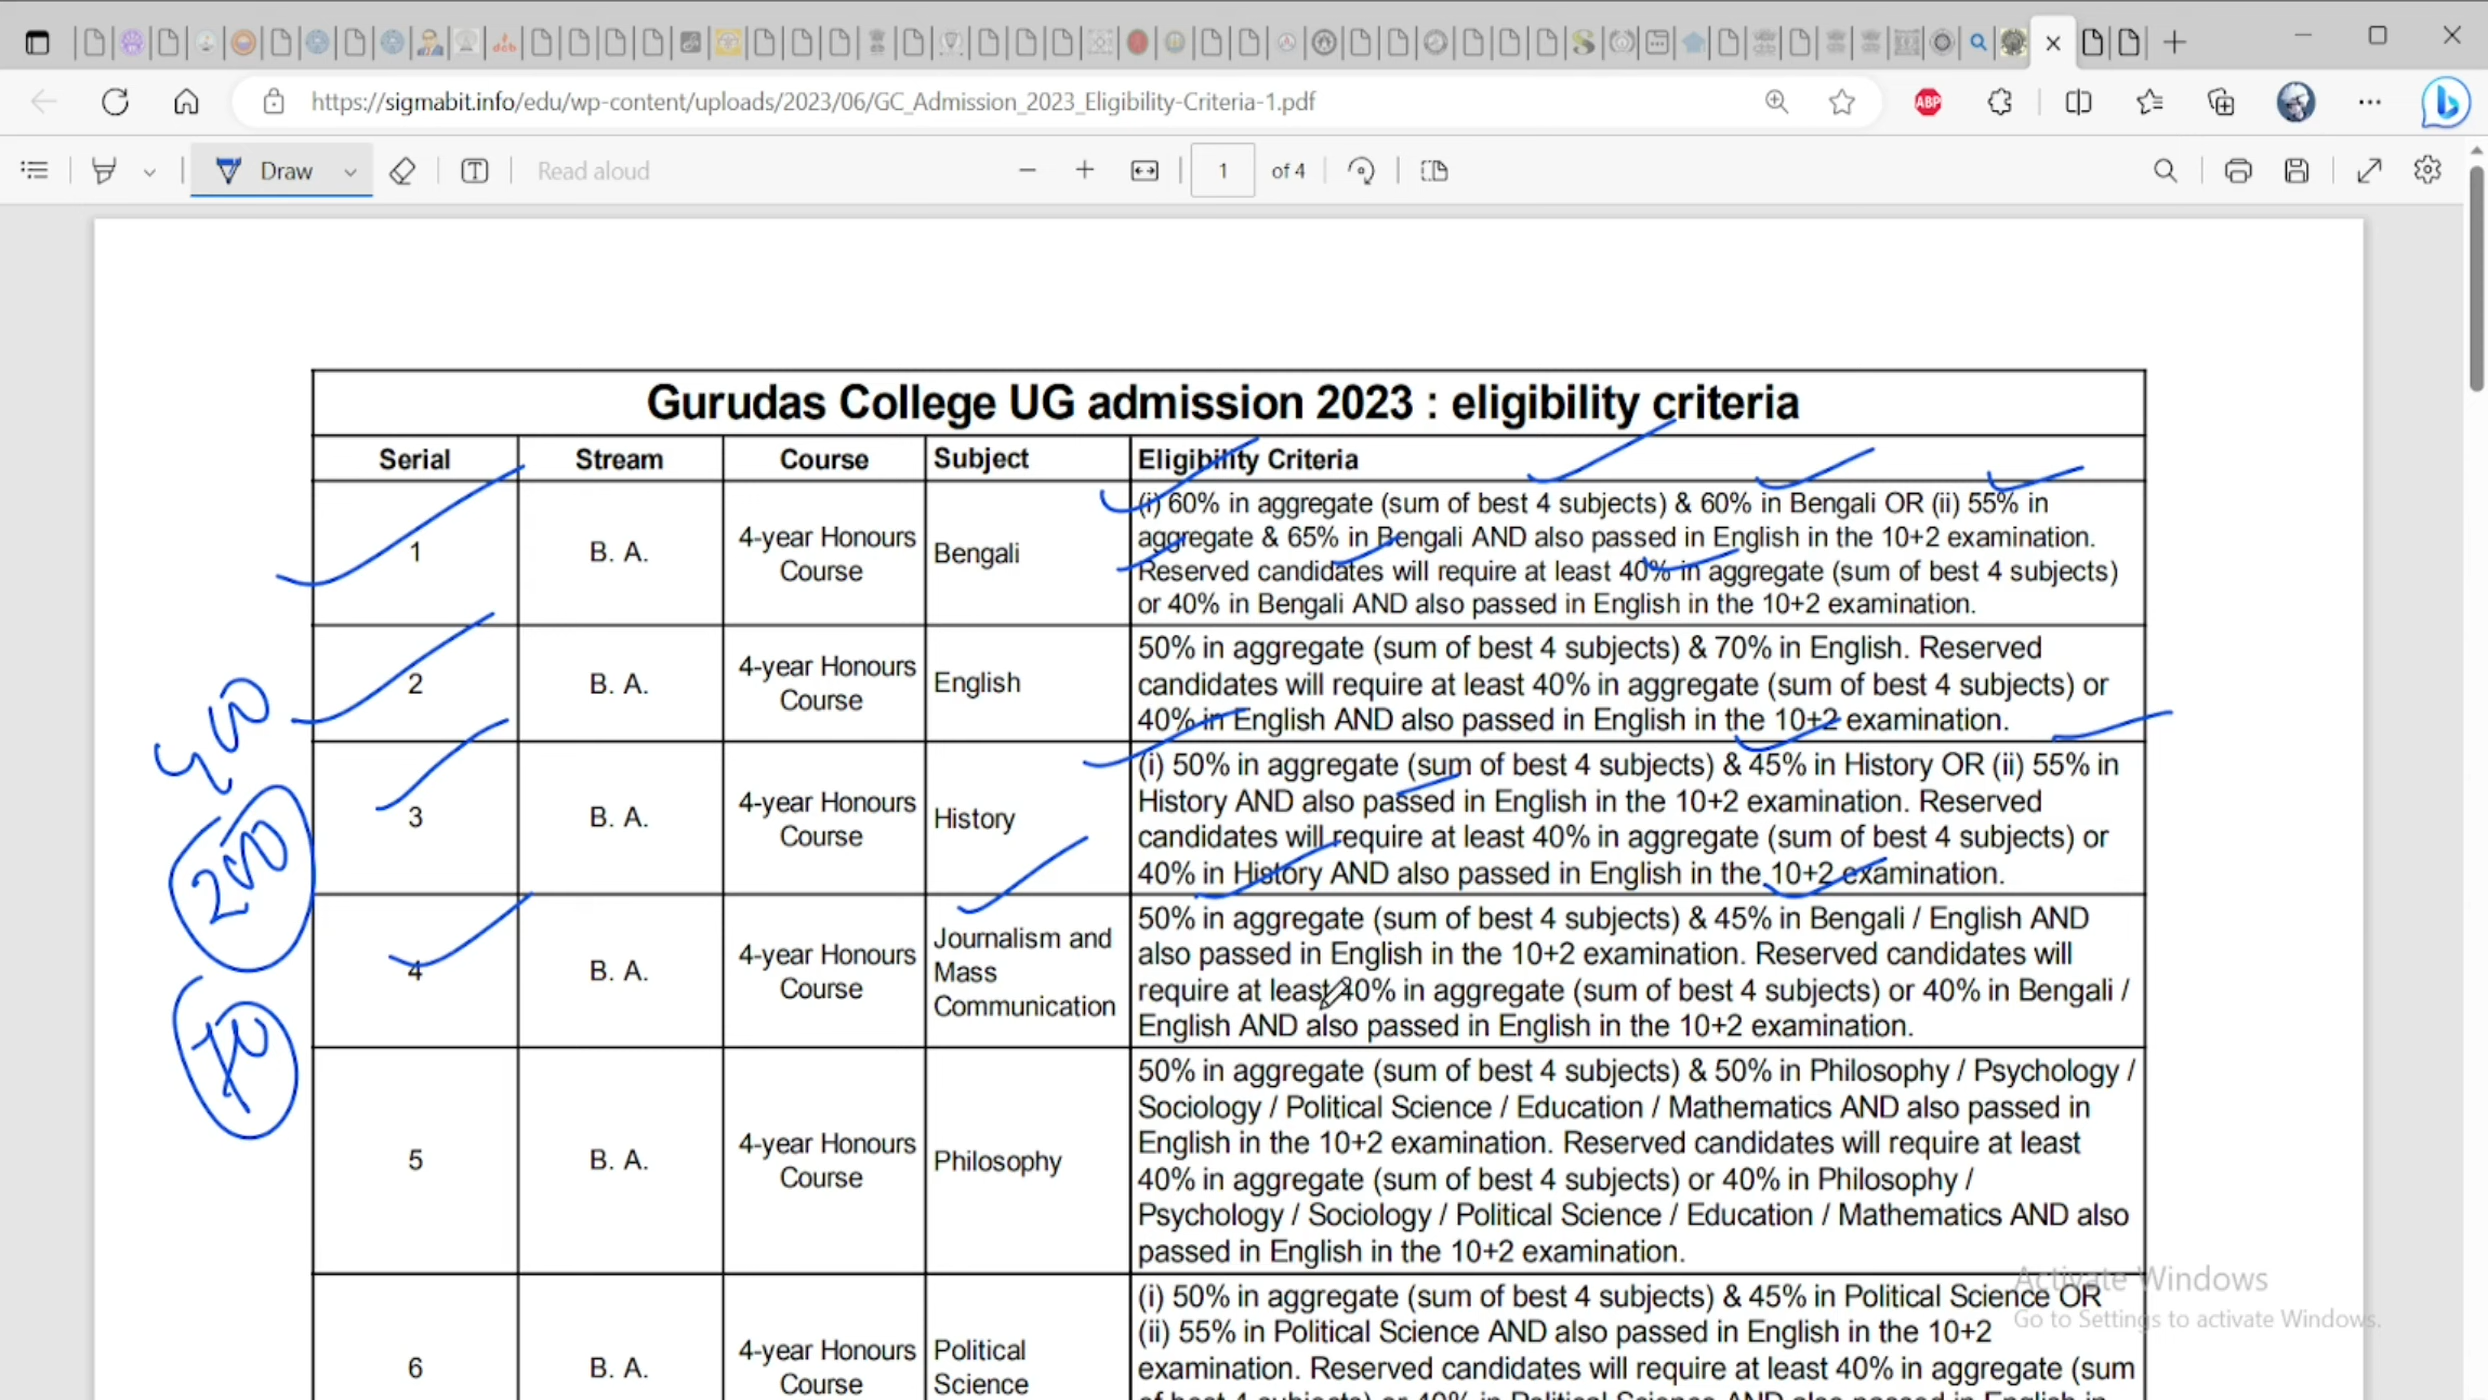 https://sigmabit.info/edu/wp-content/uploads/2023/06/GC_Admission_2023_Eligibility-Criteria-1.pdf
ABP
Draw
Read aloud
1
of 4
Gurudas College UG admission 2023 : eligibility criteria
Serial Stream Course Subject Eligibility Criteria
1
B. A.
4-year Honours
Course
Bengali
(i) 60% in aggregate (sum of best 4 subjects) & 60% in Bengali OR (ii) 55% in
aggregate & 65% in Bengali AND also passed in English in the 10+2 examination.
Reserved candidates will require at least 40% in aggregate (sum of best 4 subjects)
or 40% in Bengali AND also passed in English in the 10+2 examination.
2
B. A.
4-year Honours
Course
English
50% in aggregate (sum of best 4 subjects) & 70% in English. Reserved
candidates will require at least 40% in aggregate (sum of best 4 subjects) or
40% in English AND also passed in English in the 10+2 examination.
400
3
B. A.
4-year Honours
Course
History
(i) 50% in aggregate (sum of best 4 subjects) & 45% in History OR (ii) 55% in
History AND also passed in English in the 10+2 examination. Reserved
candidates will require at least 40% in aggregate (sum of best 4 subjects) or
40% in History AND also passed in English in the 10+2 examination.
200
4
B. A.
4-year Honours
Course
Journalism and
Mass
Communication
50% in aggregate (sum of best 4 subjects) & 45% in Bengali / English AND
also passed in English in the 10+2 examination. Reserved candidates will
require at least 40% in aggregate (sum of best 4 subjects) or 40% in Bengali /
English AND also passed in English in the 10+2 examination.
70
5
B. A.
4-year Honours
Course
Philosophy
50% in aggregate (sum of best 4 subjects) & 50% in Philosophy / Psychology /
Sociology / Political Science / Education / Mathematics AND also passed in
English in the 10+2 examination. Reserved candidates will require at least
40% in aggregate (sum of best 4 subjects) or 40% in Philosophy /
Psychology / Sociology / Political Science / Education / Mathematics AND also
passed in English in the 10+2 examination.
6
B. A.
4-year Honours
Course
Political
Science
(i) 50% in aggregate (sum of best 4 subjects) & 45% in Political Science OR
(ii) 55% in Political Science AND also passed in English in the 10+2
examination. Reserved candidates will require at least 40% in aggregate (sum
of best 4 subjects) or 40% in Political Science AND also passed in English in
Activate Windows
Go to Settings to activate Windows.